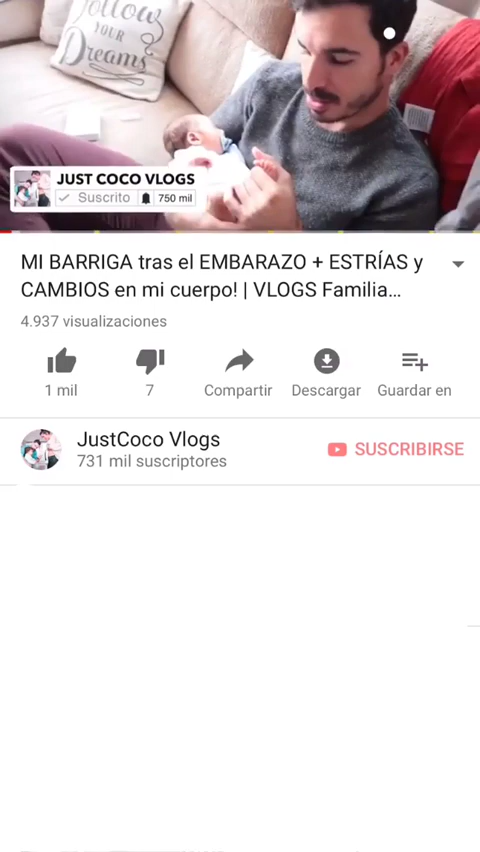 follow
YOUR
Dreams
JUST COCO VLOGS
Suscrito 750 mil
MI BARRIGA tras el EMBARAZO + ESTRÍAS y
CAMBIOS en mi cuerpo! | VLOGS Familia...
4.937 visualizaciones
1 mil 7 Compartir Descargar Guardar en
JustCoco Vlogs
731 mil suscriptores
SUSCRIBIRSE